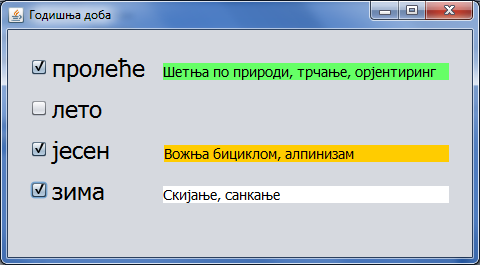 Годишња доба
пролеће Шетња по природи, трчање, орјентиринг
лето
јесен Вожња бициклом, алпинизам
зима Скијање, санкање